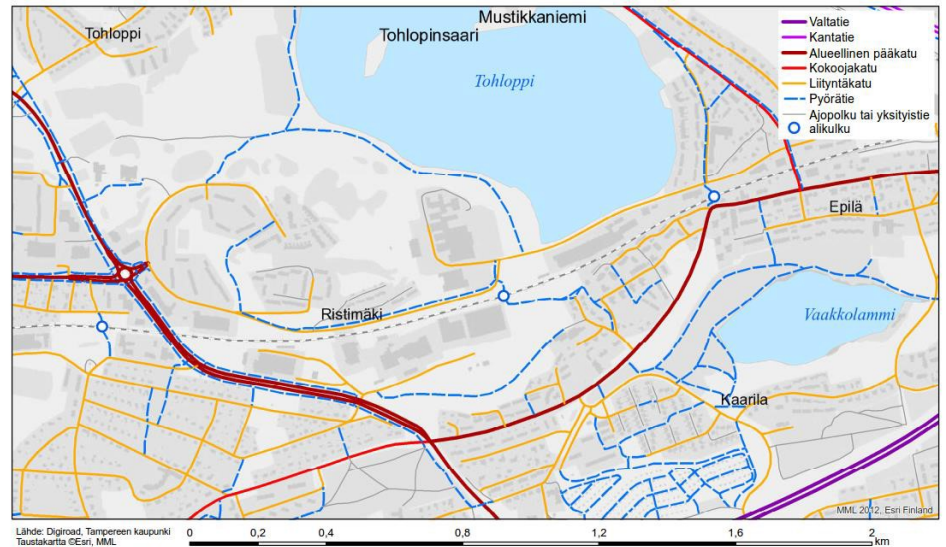 Mustikkaniemi
Tohloppi
Tohlopinsaari
Tohloppi
Valtatie
Kantatie
Alueellinen pääkatu
Kokoojakatu
Liityntäkatu
Pyörätie
Ajopolku tai yksityistie
alikulku
Epilä
Ristimäki
Vaakkolammi
Kaarila
MML 2012, Esri Finland
Lähde: Digiroad, Tampereen kaupunki
Taustakartta ©Esri, MML
0 0,2 0,4 0,8 1,2 1,6 2
km